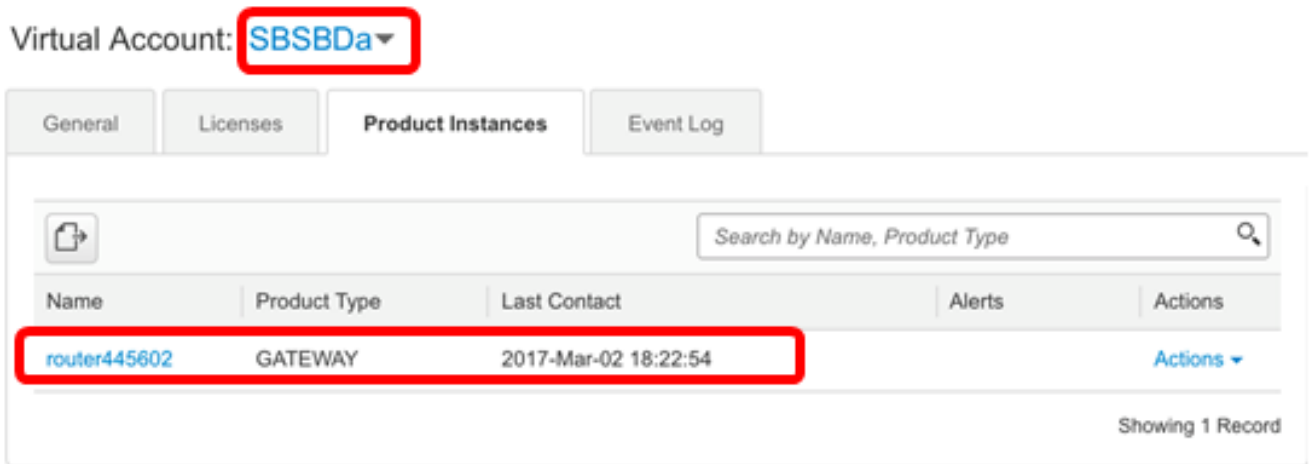 Virtual Account: SBSBDa
General Licenses Product Instances Event Log
Search by Name, Product Type
Name Product Type Last Contact Alerts Actions
router445602 GATEWAY 2017-Mar-02 18:22:54 Actions
Showing 1 Record